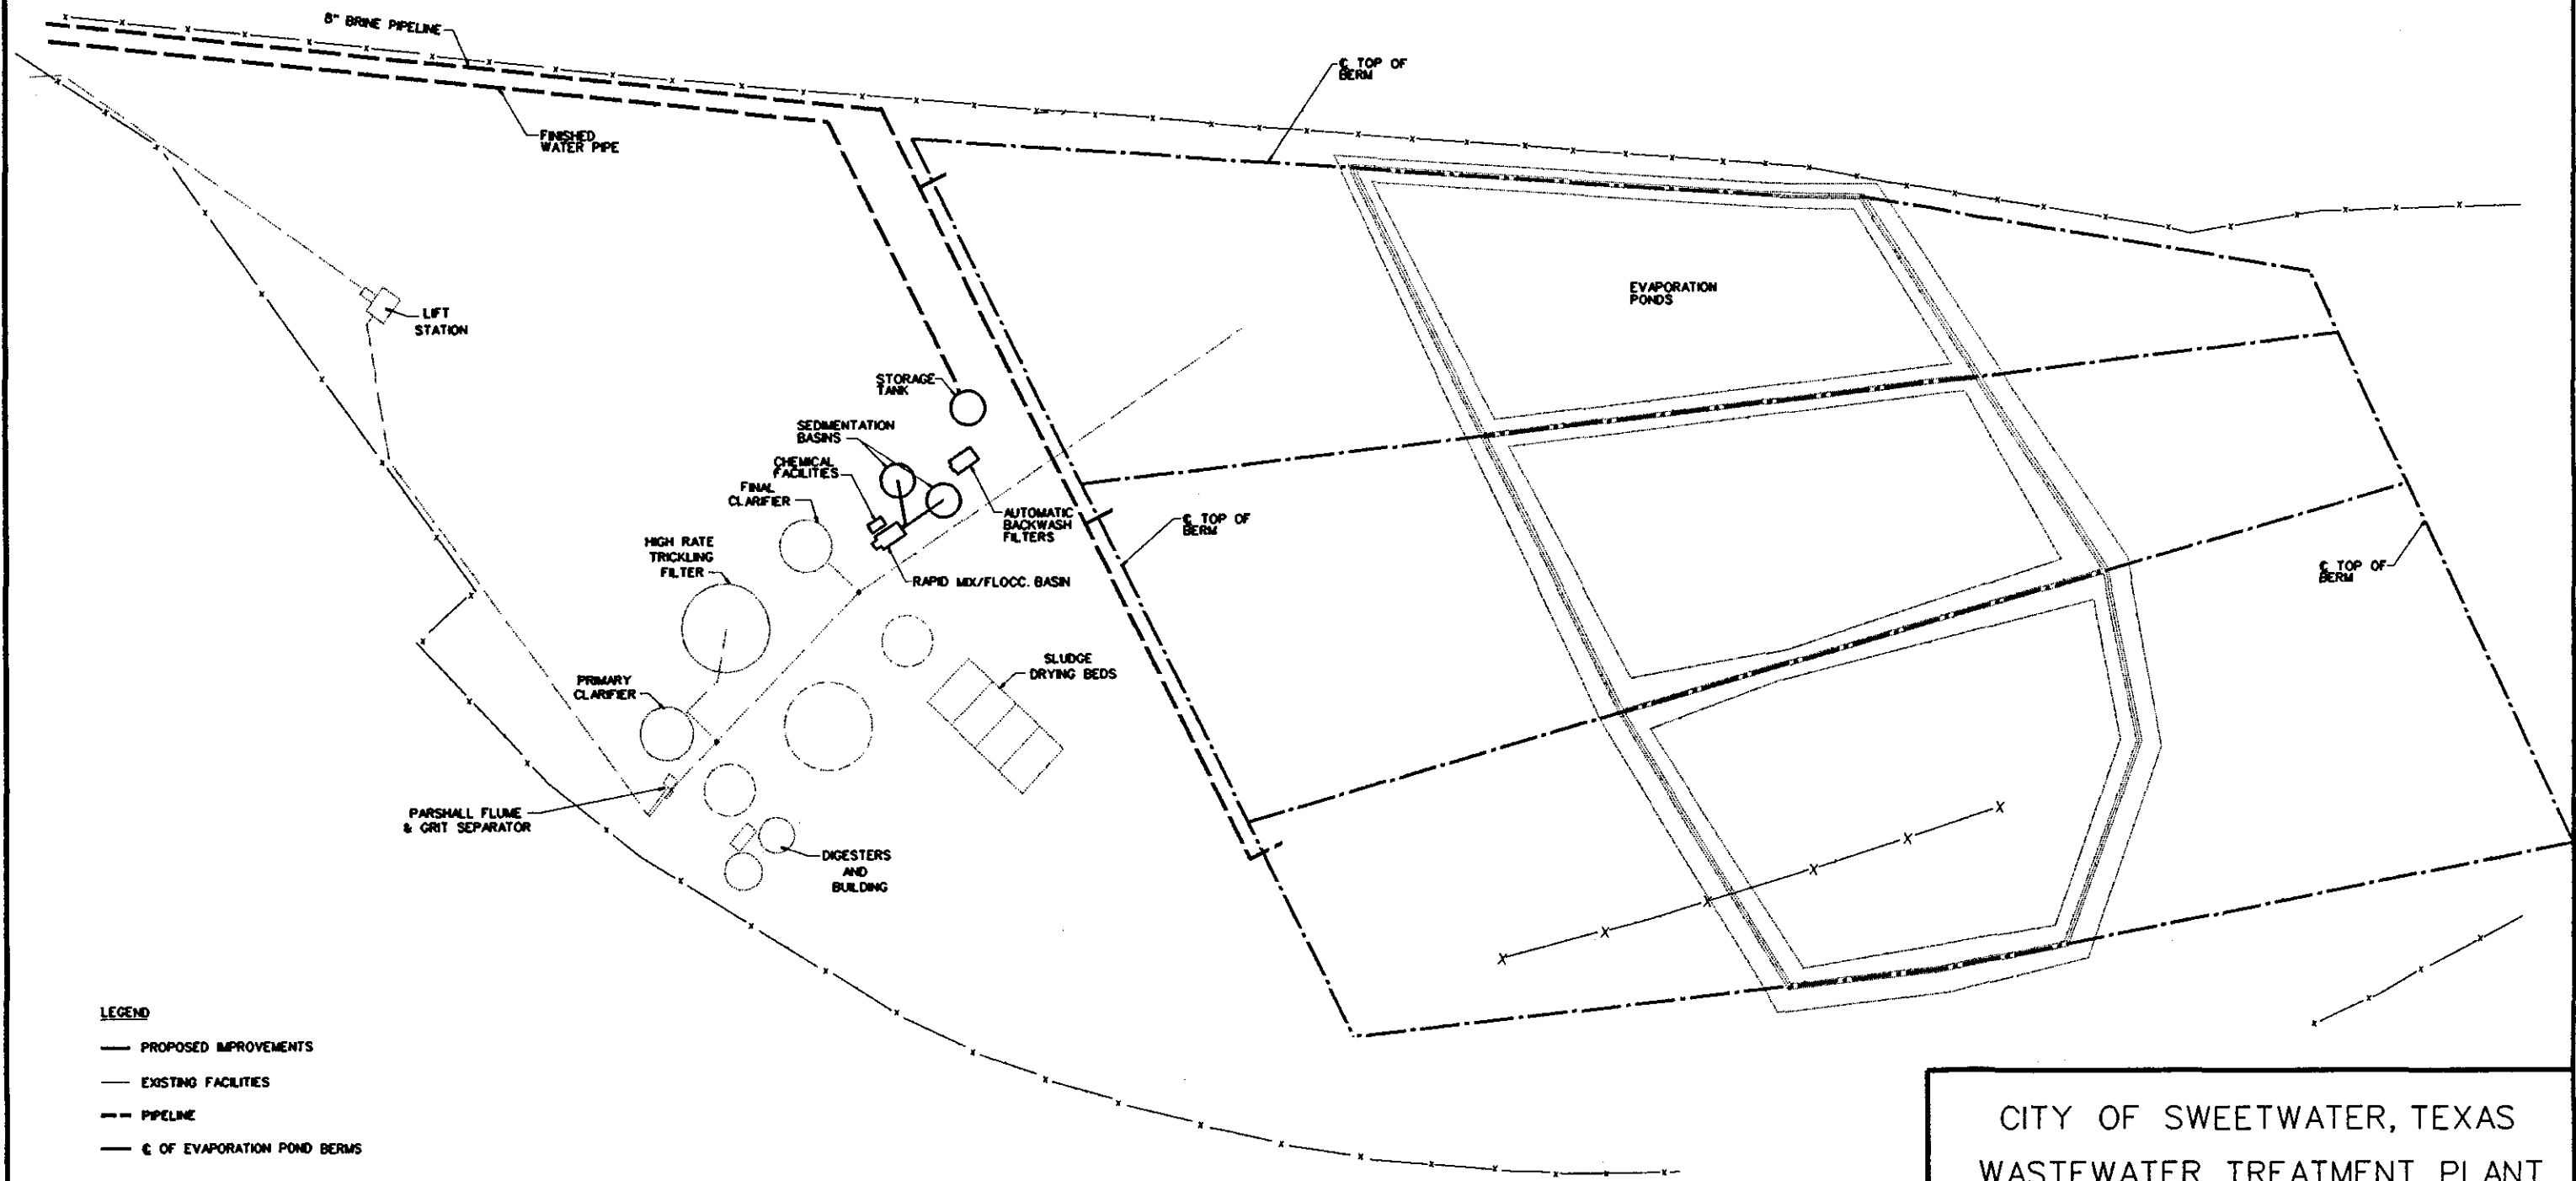 8" BRINE PIPELINE
FINISHED
WATER PIPE
℄ TOP OF
BERM
LIFT
STATION
EVAPORATION
PONDS
STORAGE
TANK
SEDIMENTATION
BASINS
CHEMICAL
FACILITIES
FINAL
CLARIFIER
AUTOMATIC
BACKWASH
FILTERS
℄ TOP OF
BERM
HIGH RATE
TRICKLING
FILTER
RAPID MIX/FLOCC. BASIN
℄ TOP OF
BERM
SLUDGE
DRYING BEDS
PRIMARY
CLARIFIER
PARSHALL FLUME
& GRIT SEPARATOR
DIGESTERS
AND
BUILDING
LEGEND
PROPOSED IMPROVEMENTS
EXISTING FACILITIES
PIPELINE
℄ OF EVAPORATION POND BERMS
CITY OF SWEETWATER, TEXAS
WASTEWATER TREATMENT PLANT